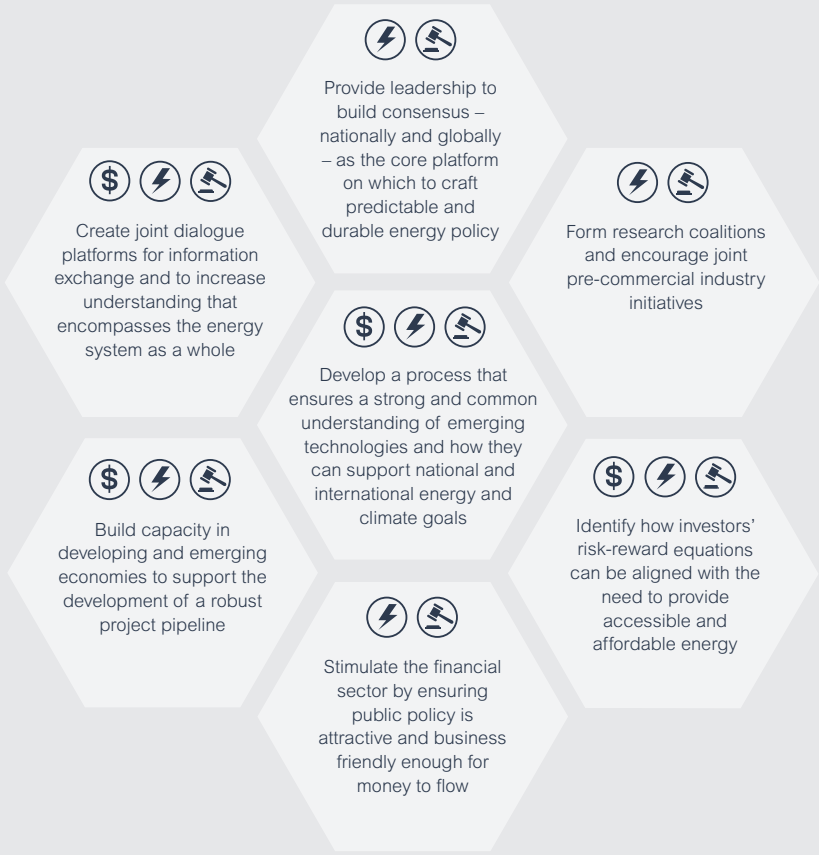 Provide leadership to
build consensus –
nationally and globally
– as the core platform
on which to craft
predictable and
durable energy policy
$
Create joint dialogue
platforms for information
exchange and to increase
understanding that
encompasses the energy
system as a whole
Form research coalitions
and encourage joint
pre-commercial industry
initiatives
$
Develop a process that
ensures a strong and common
understanding of emerging
technologies and how they
can support national and
international energy and
climate goals
$
Build capacity in
developing and emerging
economies to support the
development of a robust
project pipeline
$
Identify how investors’
risk-reward equations
can be aligned with the
need to provide
accessible and
affordable energy
Stimulate the financial
sector by ensuring
public policy is
attractive and business
friendly enough for
money to flow